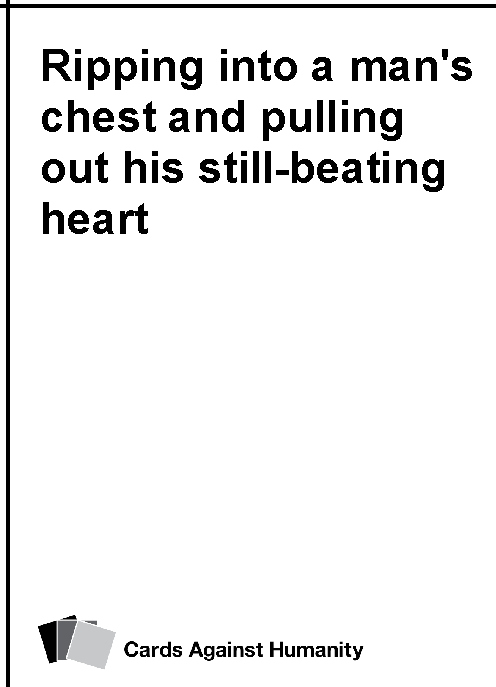 Ripping into a man's
chest and pulling
out his still-beating
heart
Cards Against Humanity